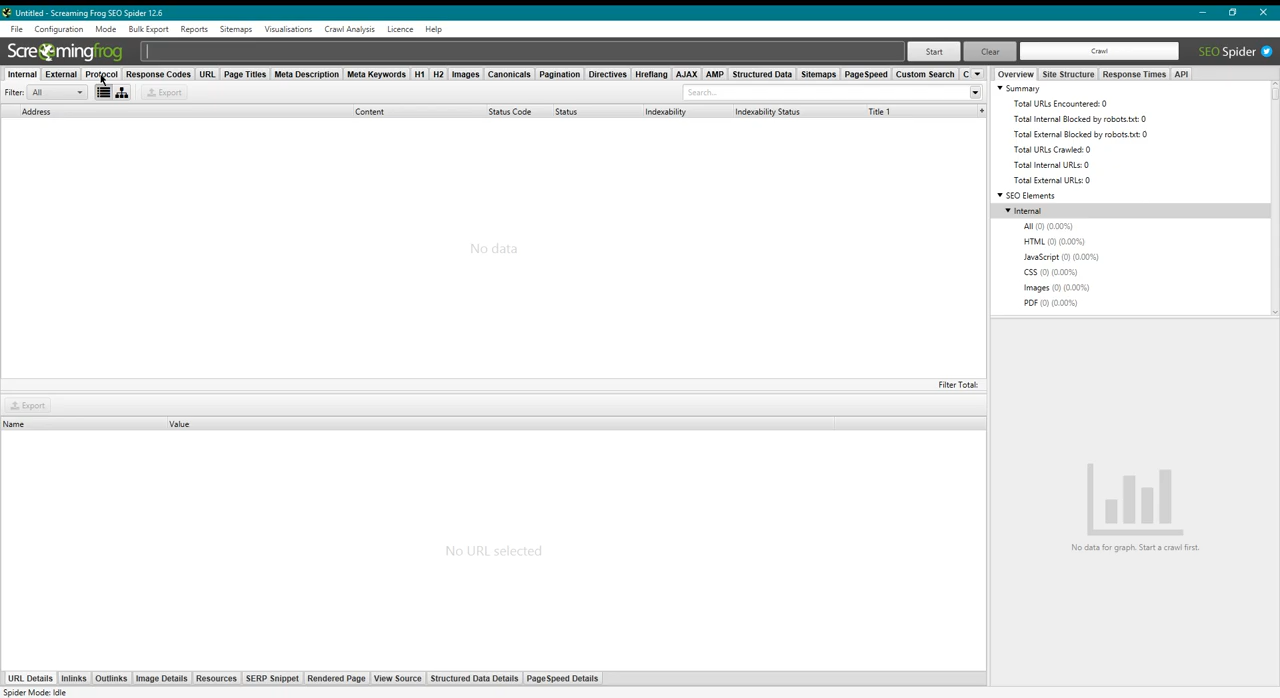 Untitled - Screaming Frog SEO Spider 12.6
File Configuration Mode Bulk Export Reports Sitemaps Visualisations Crawl Analysis Licence Help
Screamingfrog Start Clear Crawl SEO Spider
Internal External Protocol Response Codes URL Page Titles Meta Description Meta Keywords H1 H2 Images Canonicals Pagination Directives Hreflang AJAX AMP Structured Data Sitemaps PageSpeed Custom Search C
Overview Site Structure Response Times API
Filter: All Export Search...
Address Content Status Code Status Indexability Indexability Status Title 1
No data
Filter Total:
Summary
Total URLs Encountered: 0
Total Internal Blocked by robots.txt: 0
Total External Blocked by robots.txt: 0
Total URLs Crawled: 0
Total Internal URLs: 0
Total External URLs: 0
SEO Elements
Internal
All (0) (0.00%)
HTML (0) (0.00%)
JavaScript (0) (0.00%)
CSS (0) (0.00%)
Images (0) (0.00%)
PDF (0) (0.00%)
Export
Name Value
No URL selected
No data for graph. Start a crawl first.
URL Details Inlinks Outlinks Image Details Resources SERP Snippet Rendered Page View Source Structured Data Details PageSpeed Details
Spider Mode: Idle